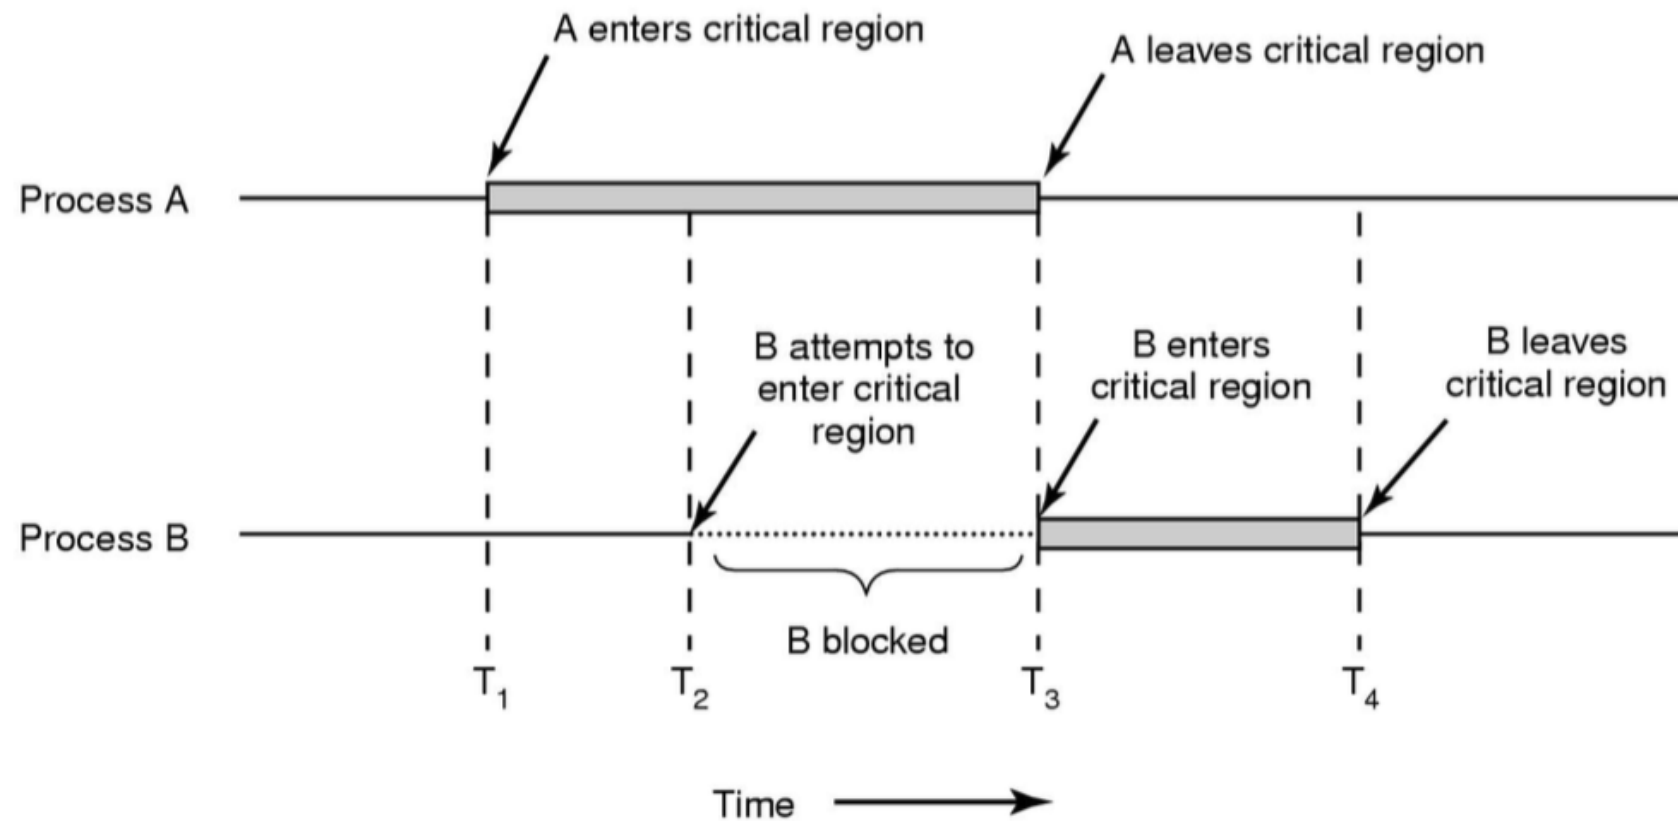 A enters critical region
A leaves critical region
Process A
B attempts to
enter critical
region
B enters
critical region
B leaves
critical region
Process B
B blocked
T1
T2
T3
T4
Time